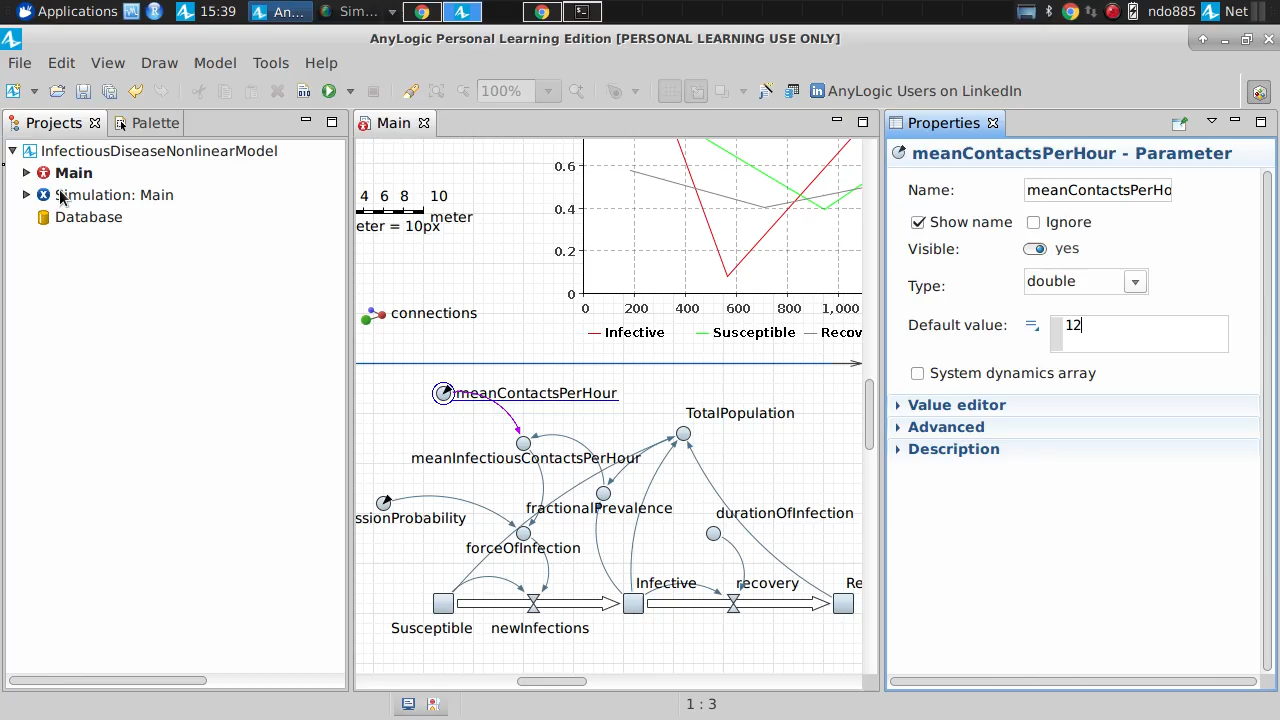 Applications 15:39 An... Sim... ndo885 Net
AnyLogic Personal Learning Edition [PERSONAL LEARNING USE ONLY]
File Edit View Draw Model Tools Help
100% AnyLogic Users on LinkedIn
Projects Palette
InfectiousDiseaseNonlinearModel
Main
Simulation: Main
Database
Main
4 6 8 10
meter
eter = 10px
connections
0.6
0.4
0.2
0
0 200 400 600 800 1,000
Infective Susceptible Recov
meanContactsPerHour
TotalPopulation
meanInfectiousContactsPerHour
fractionalPrevalence
durationOfInfection
ssionProbability
forceOfInfection
Infective recovery Re
Susceptible newInfections
Properties
meanContactsPerHour - Parameter
Name: meanContactsPerHo
Show name Ignore
Visible: yes
Type: double
Default value: 12
System dynamics array
Value editor
Advanced
Description
1 : 3